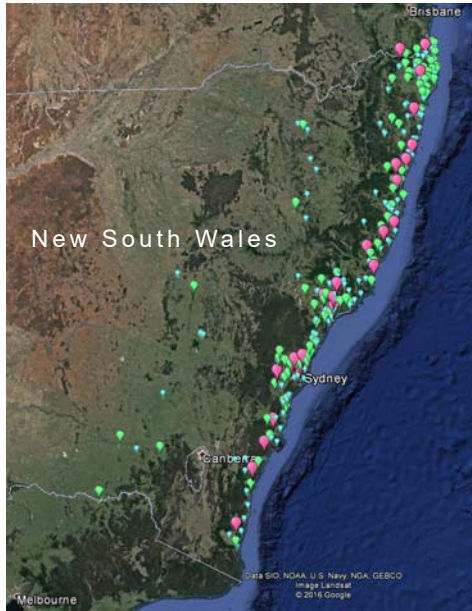 Brisbane
New South Wales
Sydney
Canberra
Data SIO, NOAA, U.S. Navy, NGA, GEBCO
Image Landsat
© 2016 Google
Melbourne